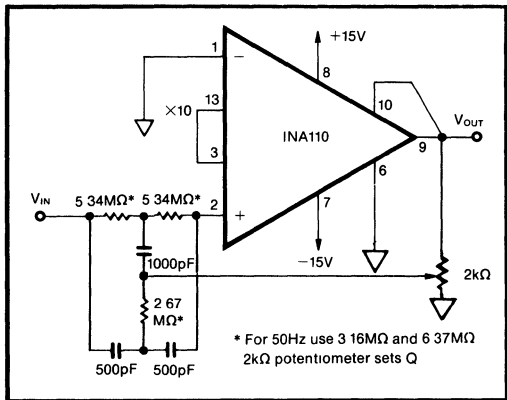 1
+15V
8
13
×10
10
VOUT
INA110
9
3
6
VIN
5 34MΩ*
5 34MΩ*
2
7
1000pF
−15V
2kΩ
2 67
MΩ*
* For 50Hz use 3 16MΩ and 6 37MΩ
2kΩ potentiometer sets Q
500pF
500pF
−
+